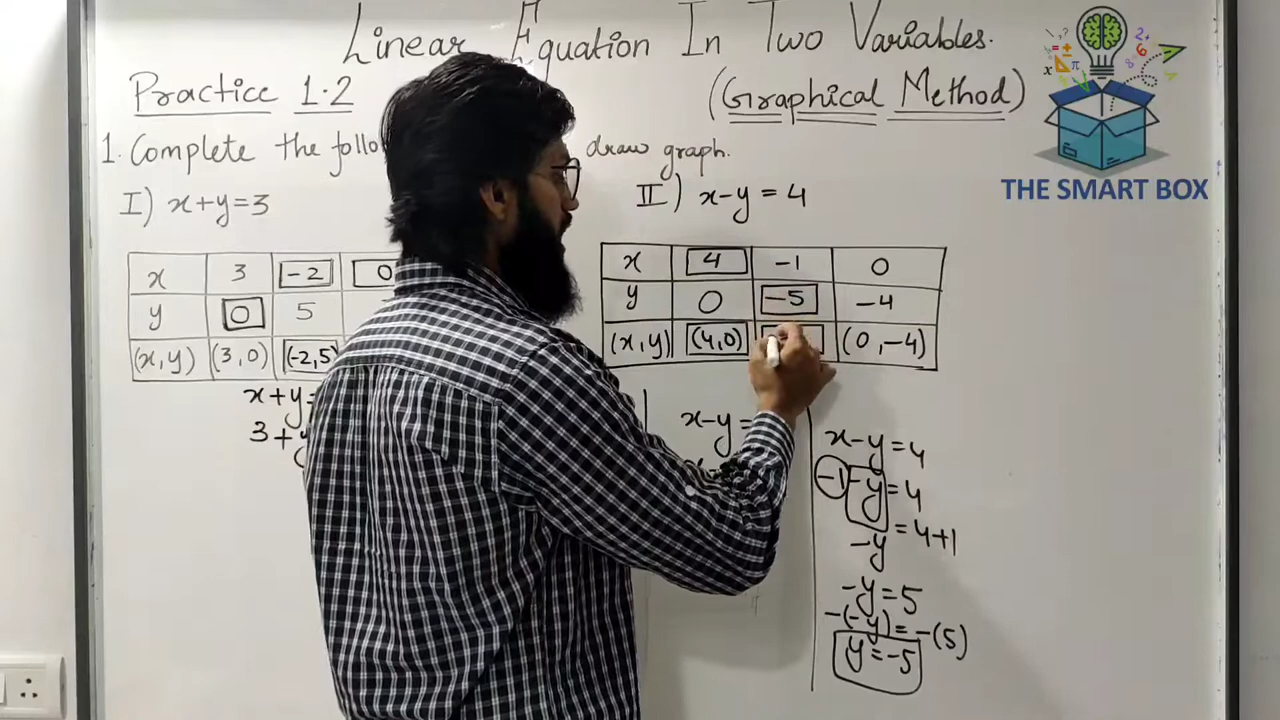 Linear Equation In Two Variables.
Practice 1.2
(Graphical Method)
1. Complete the draw graph.
I) x+y=3
II) x-y = 4
x 3 -2 0
y 0 5
(x,y) (3,0) (-2,5)
x+y=
3+y
x 4 -1 0
y 0 -5 -4
(x,y) (4,0) (0,-4)
x-y=
x-y=4
-1-y=4
-y=4+1
-y=5
-(-y)=-(5)
y=-5
THE SMART BOX